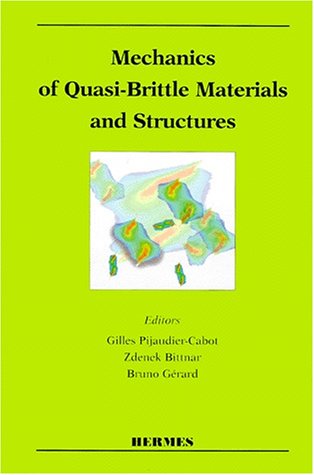 Mechanics
of Quasi-Brittle Materials
and Structures
Editors
Gilles Pijaudier-Cabot
Zdenek Bittnar
Bruno Gérard
HERMES